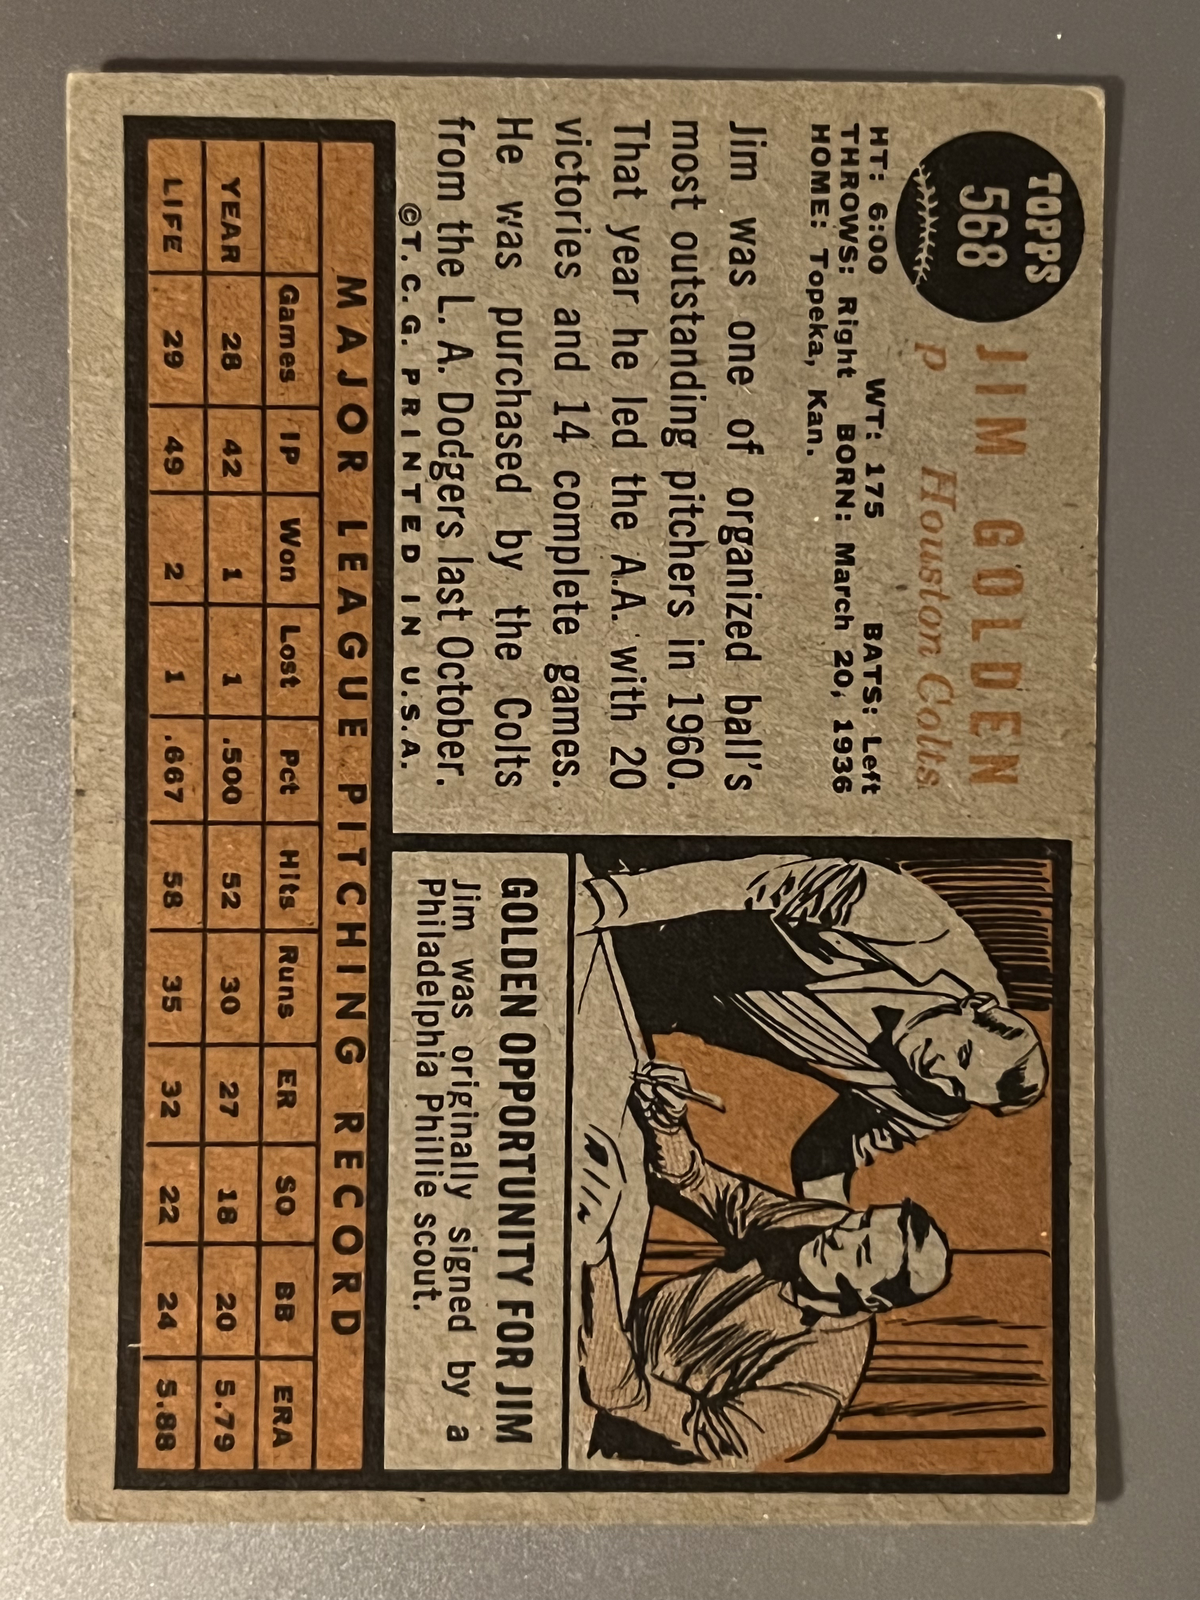 TOPPS
568
JIM GOLDEN
P Houston Colts
HT: 6:00 WT: 175 BATS: Left
THROWS: Right BORN: March 20, 1936
HOME: Topeka, Kan.
Jim was one of organized ball's
most outstanding pitchers in 1960.
That year he led the A.A. with 20
victories and 14 complete games.
He was purchased by the Colts
from the L. A. Dodgers last October.
©T.C.G. PRINTED IN U.S.A.
GOLDEN OPPORTUNITY FOR JIM
Jim was originally signed by a
Philadelphia Phillie scout.
MAJOR LEAGUE PITCHING RECORD
Games IP Won Lost Pct Hits Runs ER SO BB ERA
YEAR 28 42 1 1 .500 52 30 27 18 20 5.79
LIFE 29 49 2 1 .667 58 35 32 22 24 5.88